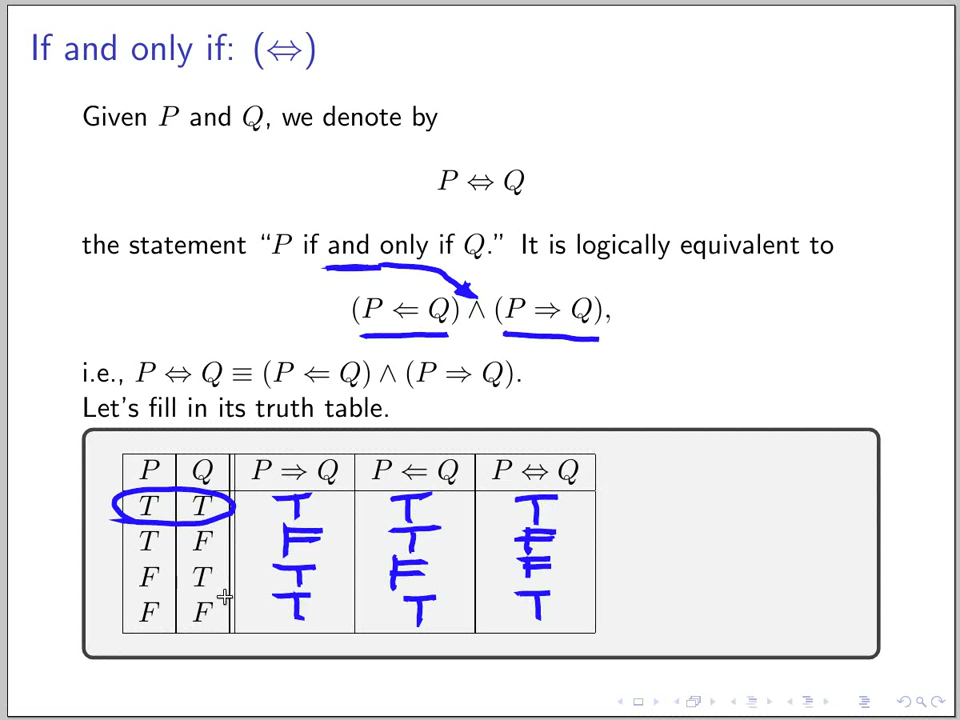 If and only if: (⇔)
Given P and Q, we denote by
P ⇔ Q
the statement “P if and only if Q.” It is logically equivalent to
(P ⇐ Q) ∧ (P ⇒ Q),
i.e., P ⇔ Q ≡ (P ⇐ Q) ∧ (P ⇒ Q).
Let's fill in its truth table.
P Q P ⇒ Q P ⇐ Q P ⇔ Q
T T T T T
T F F T F
F T T F F
F F T T T